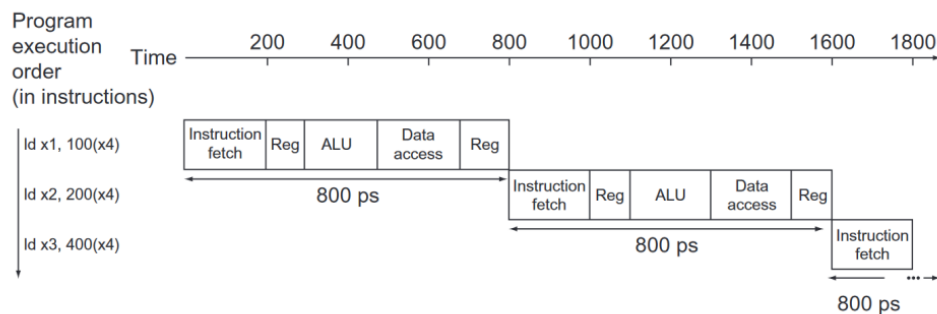 Program
execution
order
(in instructions)
Time
200 400 600 800 1000 1200 1400 1600 1800
ld x1, 100(x4)
Instruction
fetch
Reg
ALU
Data
access
Reg
800 ps
ld x2, 200(x4)
Instruction
fetch
Reg
ALU
Data
access
Reg
800 ps
ld x3, 400(x4)
Instruction
fetch
...
800 ps